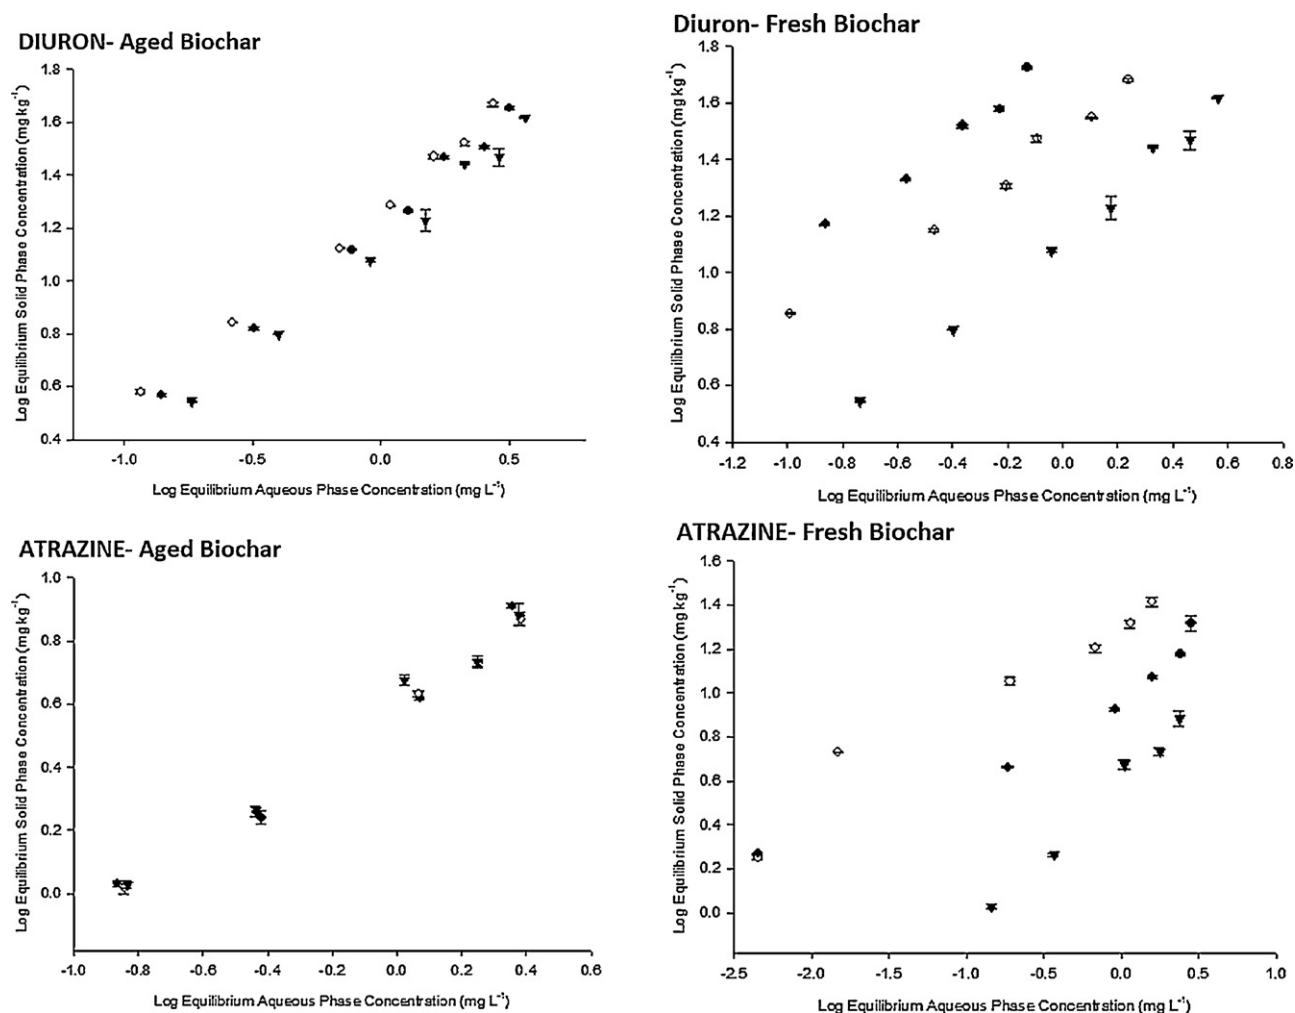 DIURON- Aged Biochar
Log Equilibrium Solid Phase Concentration (mg kg⁻¹)
1.8
1.6
1.4
1.2
1.0
0.8
0.6
0.4
-1.0 -0.5 0.0 0.5
Log Equilibrium Aqueous Phase Concentration (mg L⁻¹)
Diuron- Fresh Biochar
Log Equilibrium Solid Phase Concentration (mg kg⁻¹)
1.8
1.6
1.4
1.2
1.0
0.8
0.6
0.4
-1.2 -1.0 -0.8 -0.6 -0.4 -0.2 0.0 0.2 0.4 0.6 0.8
Log Equilibrium Aqueous Phase Concentration (mg L⁻¹)
ATRAZINE- Aged Biochar
Log Equilibrium Solid Phase Concentration (mg kg⁻¹)
1.0
0.8
0.6
0.4
0.2
0.0
-1.0 -0.8 -0.6 -0.4 -0.2 0.0 0.2 0.4 0.6
Log Equilibrium Aqueous Phase Concentration (mg L⁻¹)
ATRAZINE- Fresh Biochar
Log Equilibrium Solid Phase Concentration (mg kg⁻¹)
1.6
1.4
1.2
1.0
0.8
0.6
0.4
0.2
0.0
-2.5 -2.0 -1.5 -1.0 -0.5 0.0 0.5 1.0
Log Equilibrium Aqueous Phase Concentration (mg L⁻¹)